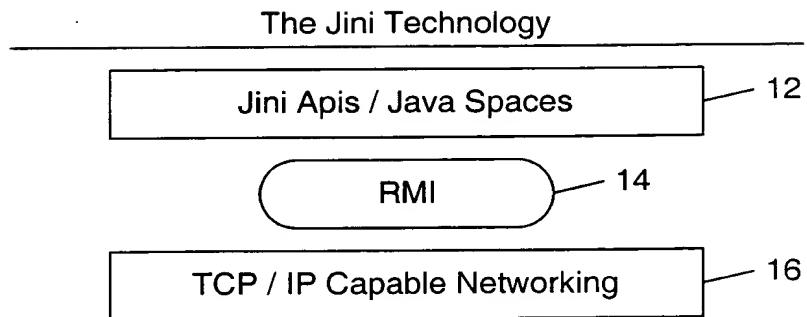 The Jini Technology
Jini Apis / Java Spaces
12
RMI
14
TCP / IP Capable Networking
16